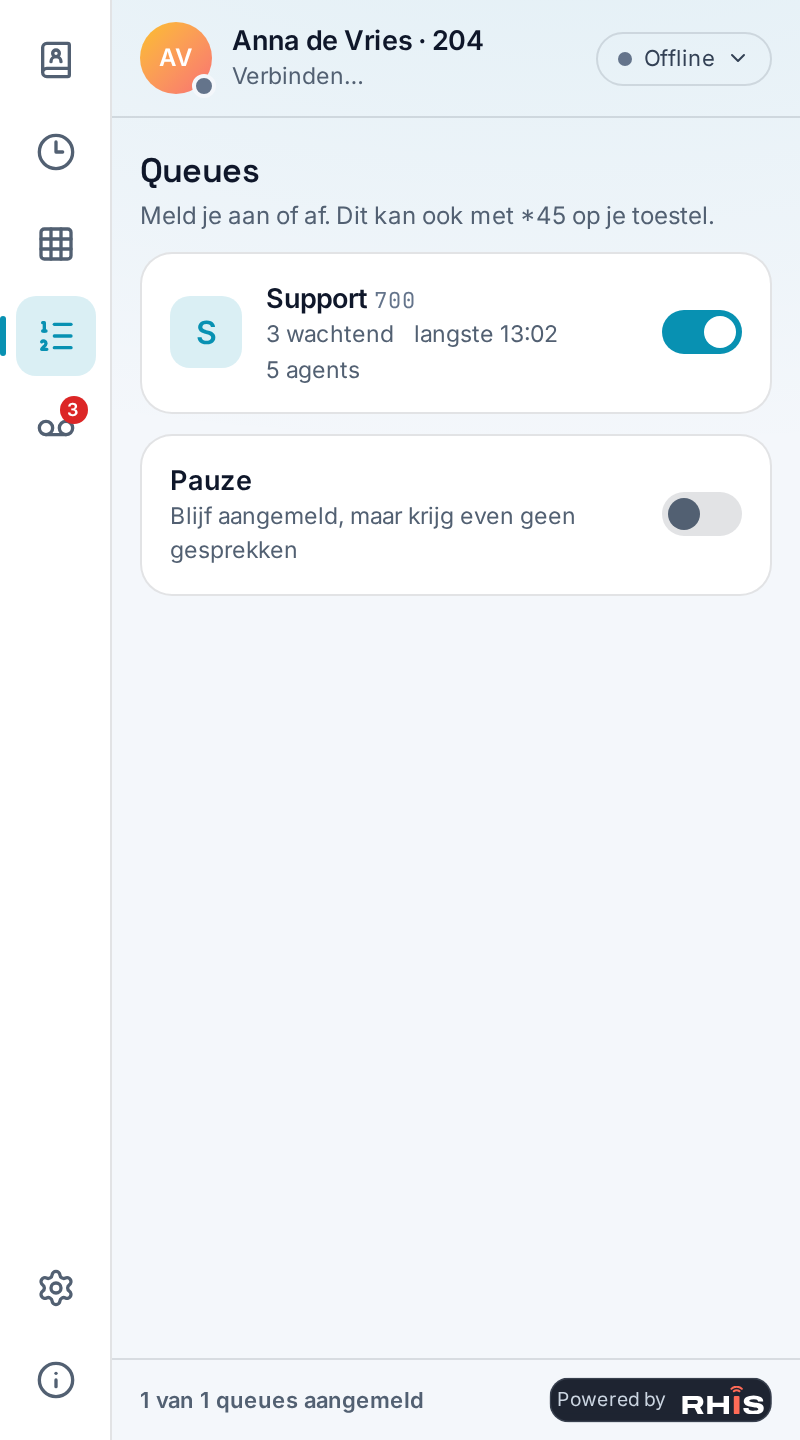 AV
Anna de Vries · 204
Verbinden…
Offline
Queues
Meld je aan of af. Dit kan ook met *45 op je toestel.
S
Support 700
3 wachtend langste 13:02
5 agents
3
Pauze
Blijf aangemeld, maar krijg even geen
gesprekken
1 van 1 queues aangemeld
Powered by RHiS